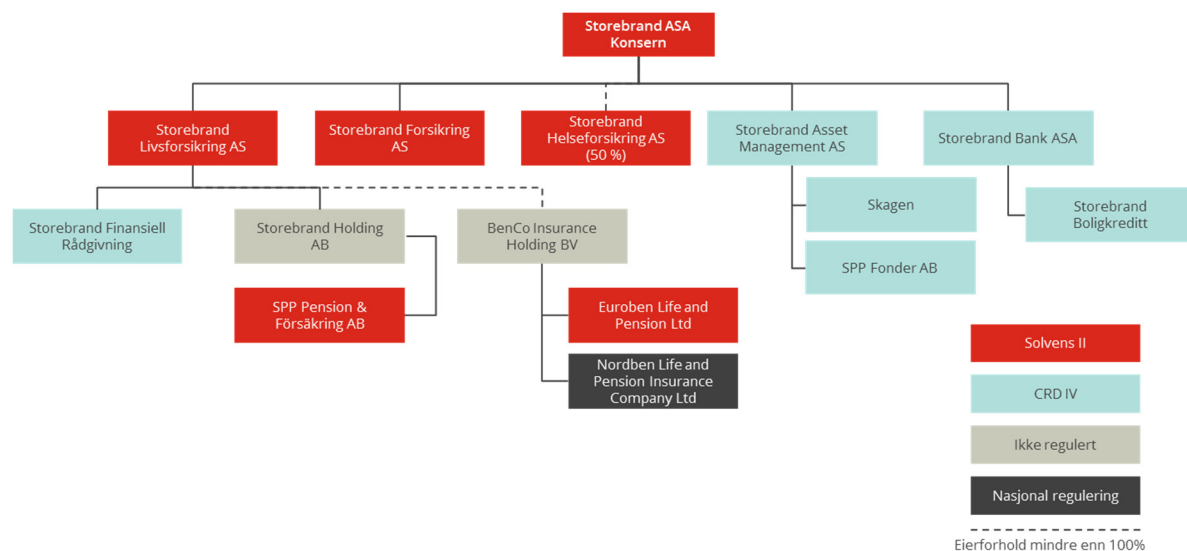 Storebrand ASA
Konsern
Storebrand
Livsforsikring AS
Storebrand Forsikring
AS
Storebrand
Helseforsikring AS
(50 %)
Storebrand Asset
Management AS
Storebrand Bank ASA
Storebrand Finansiell
Rådgivning
Storebrand Holding
AB
BenCo Insurance
Holding BV
Skagen
Storebrand
Boligkreditt
SPP Fonder AB
SPP Pension &
Försäkring AB
Euroben Life and
Pension Ltd
Nordben Life and
Pension Insurance
Company Ltd
Solvens II
CRD IV
Ikke regulert
Nasjonal regulering
Eierforhold mindre enn 100%